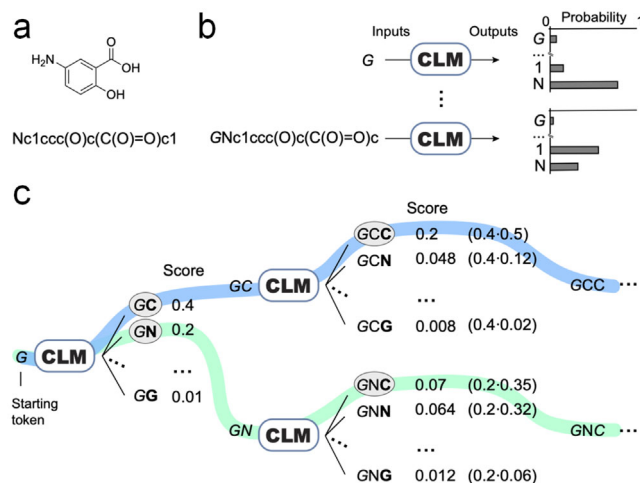 a
H₂N
O
OH
OH
Nc1ccc(O)c(C(O)=O)c1
b
Inputs
Outputs
G
CLM
0
Probability
1
G
...
1
N
⋮
GNc1ccc(O)c(C(O)=O)c
CLM
G
...
1
N
c
G
Starting
token
CLM
Score
GC 0.4
GN 0.2
... ...
GG 0.01
GC
CLM
Score
GCC 0.2 (0.4·0.5)
GCN 0.048 (0.4·0.12)
... ...
GCG 0.008 (0.4·0.02)
GCC ...
GN
CLM
GNC 0.07 (0.2·0.35)
GNN 0.064 (0.2·0.32)
... ...
GNG 0.012 (0.2·0.06)
GNC ...